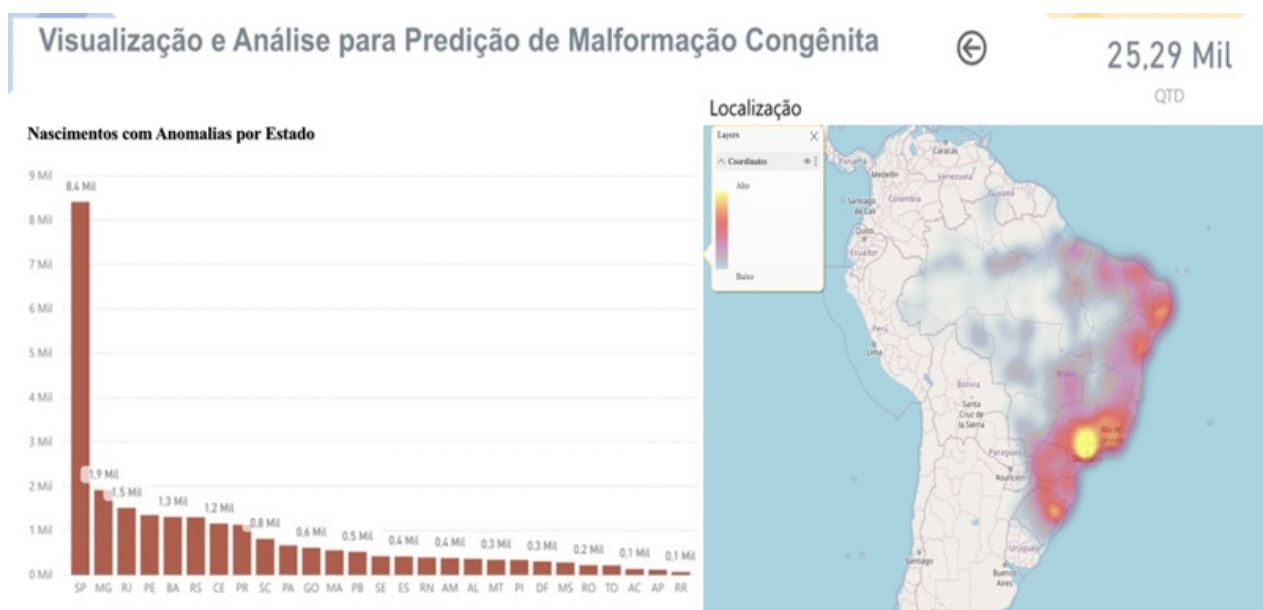 Visualização e Análise para Predição de Malformação Congênita
25,29 Mil
QTD
Nascimentos com Anomalias por Estado
9 Mil
8 Mil
7 Mil
6 Mil
5 Mil
4 Mil
3 Mil
2 Mil
1 Mil
0 Mil
8,4 Mil
1,9 Mil
1,5 Mil
1,3 Mil
1,2 Mil
0,8 Mil
0,6 Mil
0,5 Mil
0,4 Mil
0,4 Mil
0,3 Mil
0,3 Mil
0,2 Mil
0,1 Mil
0,1 Mil
SP MG RJ PE BA RS CE PR SC PA GO MA PB SE ES RN AM AL MT PI DF MS RO TO AC AP RR
Localização
Layers
Coordinates
Alto
Baixo
Caracas
Panamá
Medellín
Venezuela
Guyana
Santiago
de Cali
Colombia
Quito
Ecuador
Perú
Lima
Brasil
Bolivia
Santa
Cruz de
la Sierra
Rio de
Janeiro
São Paulo
Paraguay
Asunción
Uruguay
Santiago
Buenos
Aires